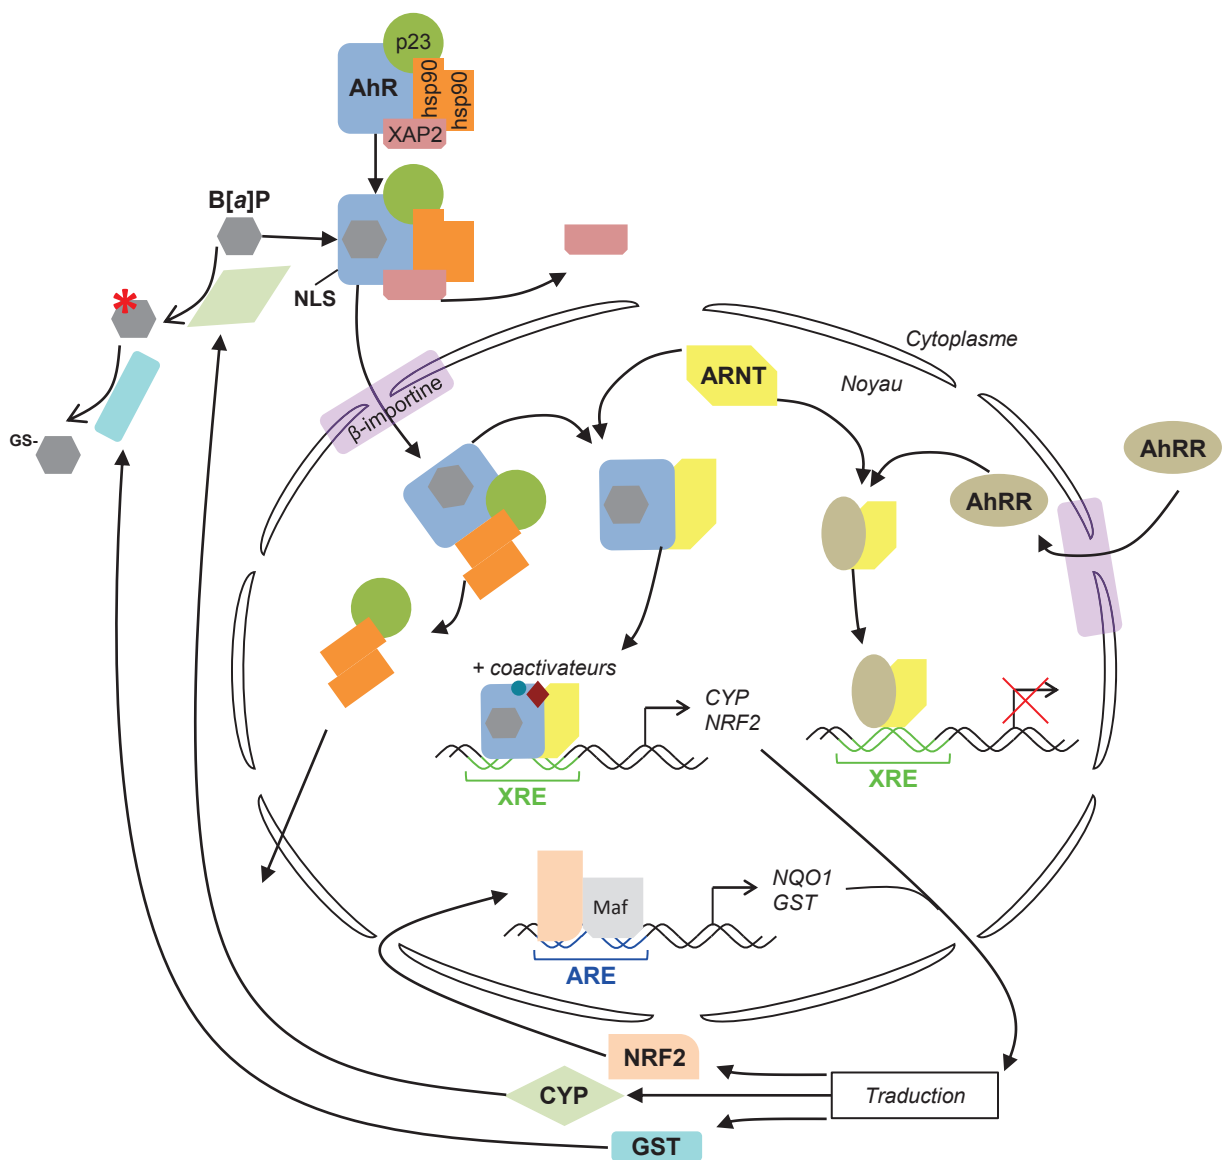 p23
AhR
hsp90
hsp90
XAP2
B[a]P
NLS
*
Cytoplasme
ARNT
Noyau
β-importine
GS-
AhRR
AhRR
+ coactivateurs
CYP
NRF2
XRE
XRE
NQO1
GST
Maf
ARE
NRF2
CYP
Traduction
GST